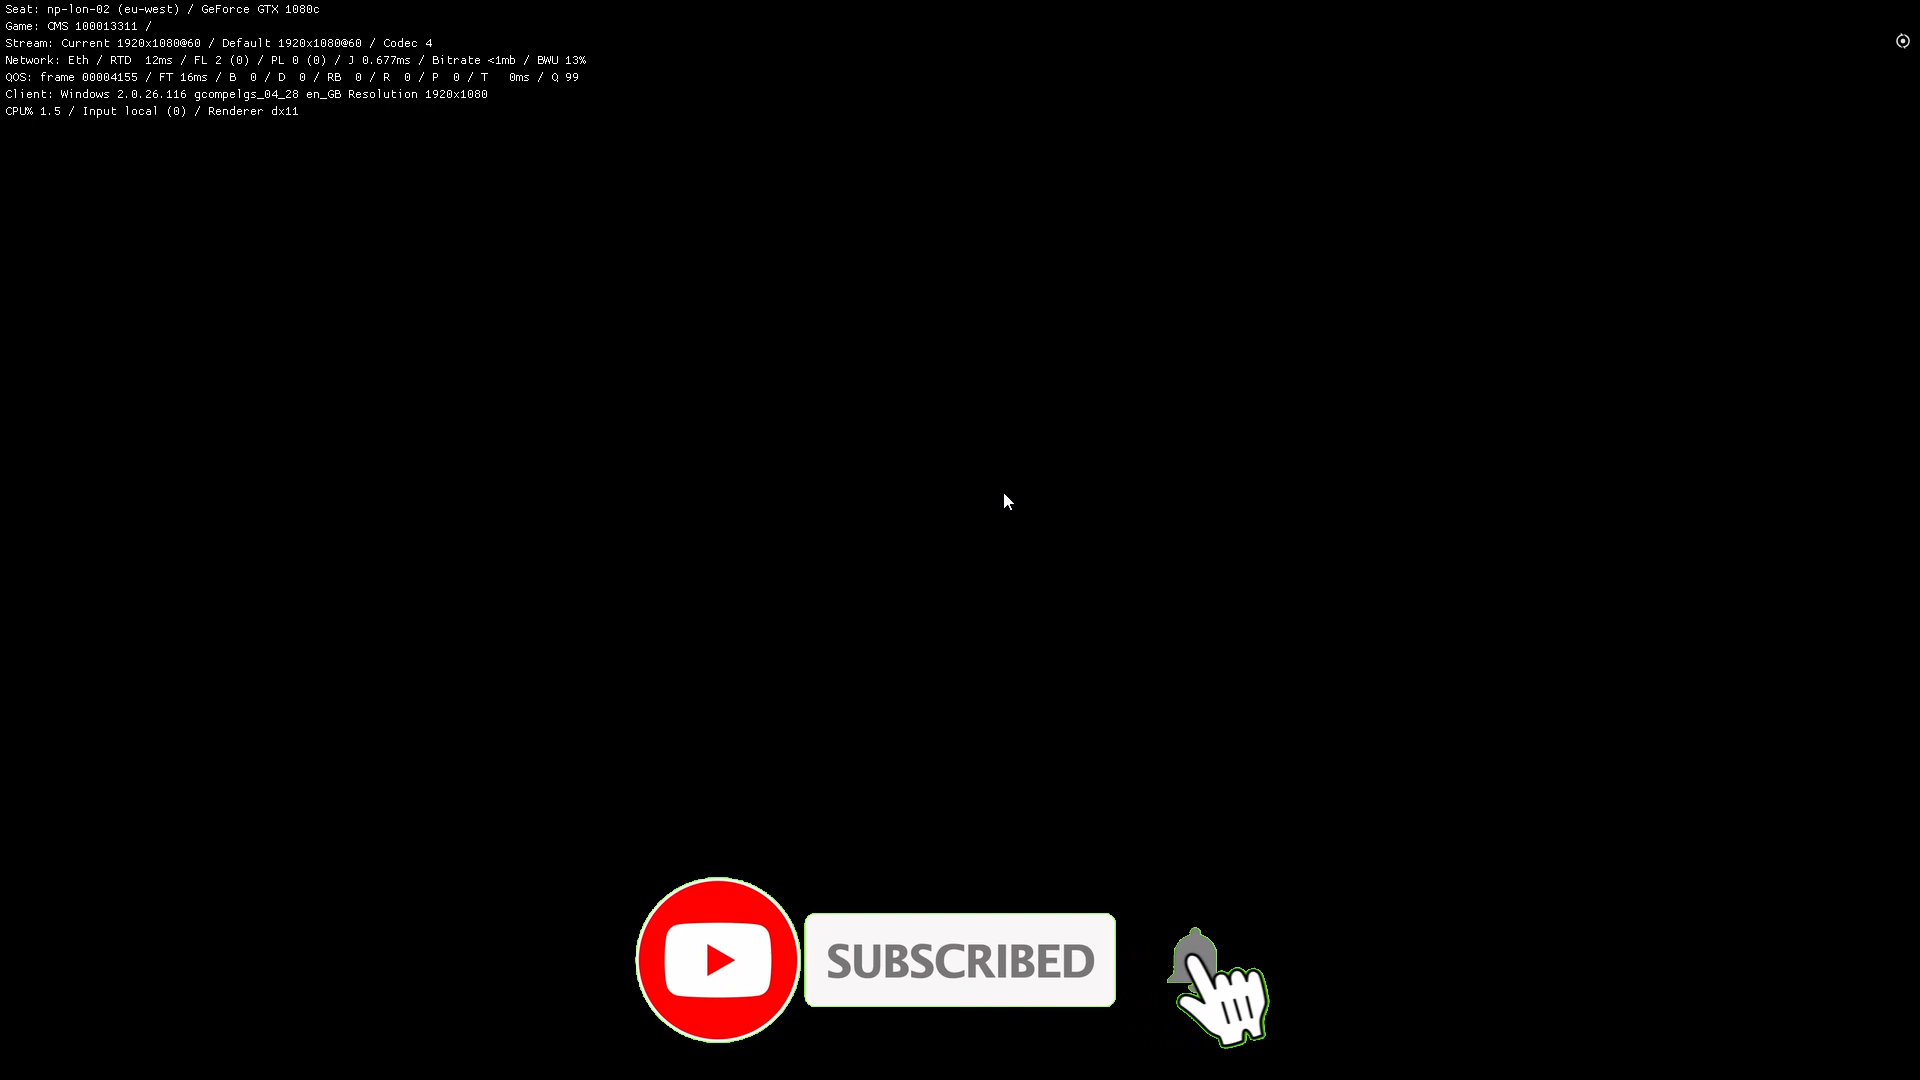 Seat: np-lon-02 (eu-west) / GeForce GTX 1080c
Game: CMS 100013311 /
Stream: Current 1920x1080@60 / Default 1920x1080@60 / Codec 4
Network: Eth / RTD 12ms / FL 2 (0) / PL 0 (0) / J 0.677ms / Bitrate <1mb / BWU 13%
QOS: frame 00004155 / FT 16ms / B 0 / D 0 / RB 0 / R 0 / P 0 / T 0ms / Q 99
Client: Windows 2.0.26.116 gcompelgs_04_28 en_GB Resolution 1920x1080
CPU% 1.5 / Input local (0) / Renderer dx11
SUBSCRIBED